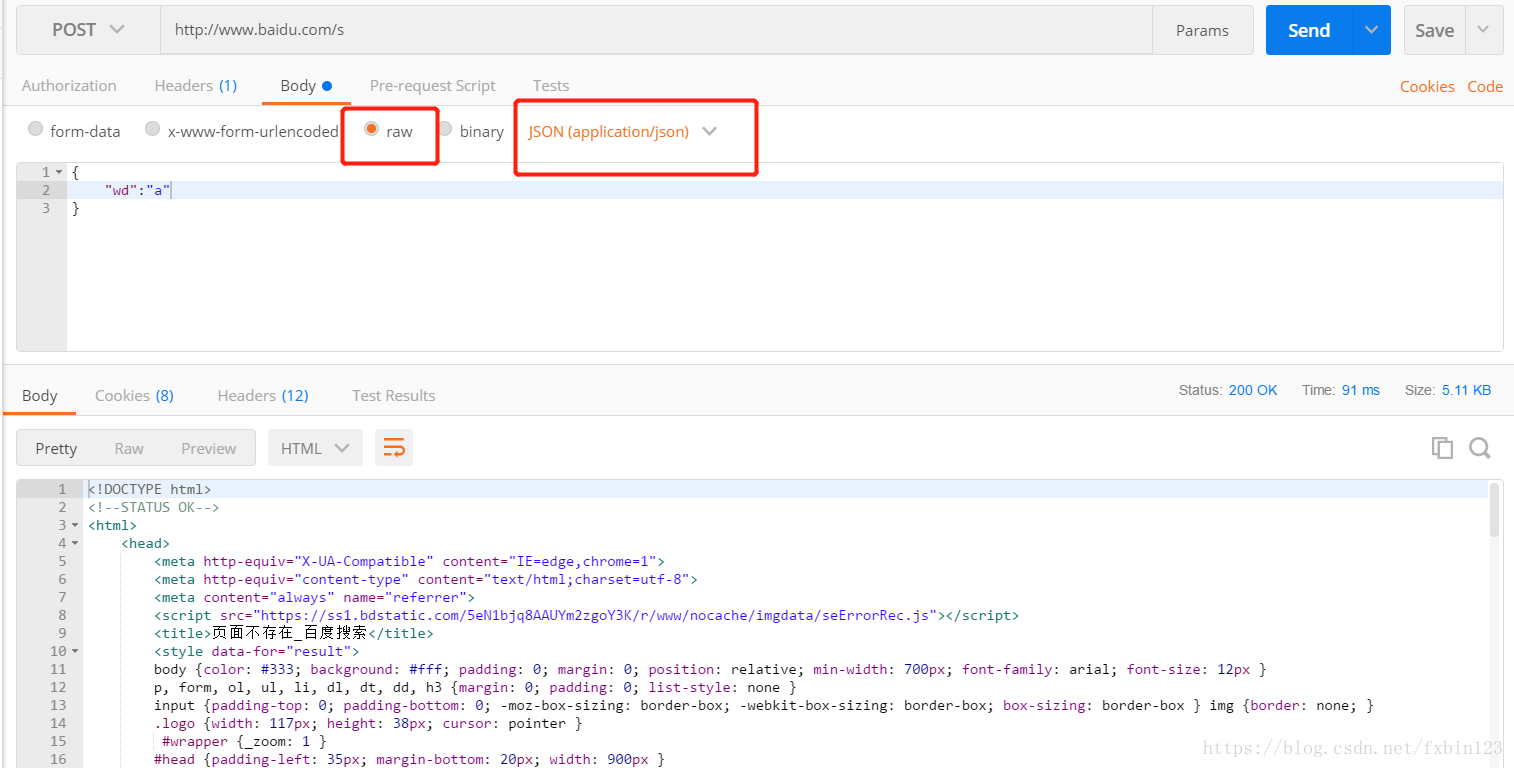 POST http://www.baidu.com/s Params Send Save
Authorization Headers (1) Body Pre-request Script Tests Cookies Code
form-data x-www-form-urlencoded raw binary JSON (application/json)
1 {
2 "wd":"a"
3 }
Body Cookies (8) Headers (12) Test Results Status: 200 OK Time: 91 ms Size: 5.11 KB
Pretty Raw Preview HTML
1 <!DOCTYPE html>
2 <!--STATUS OK-->
3 <html>
4 <head>
5 <meta http-equiv="X-UA-Compatible" content="IE=edge,chrome=1">
6 <meta http-equiv="content-type" content="text/html;charset=utf-8">
7 <meta content="always" name="referrer">
8 <script src="https://ss1.bdstatic.com/5eN1bjq8AAUYm2zgoY3K/r/www/nocache/imgdata/seErrorRec.js"></script>
9 <title>页面不存在_百度搜索</title>
10 <style data-for="result">
11 body {color: #333; background: #fff; padding: 0; margin: 0; position: relative; min-width: 700px; font-family: arial; font-size: 12px }
12 p, form, ol, ul, li, dl, dt, dd, h3 {margin: 0; padding: 0; list-style: none }
13 input {padding-top: 0; padding-bottom: 0; -moz-box-sizing: border-box; -webkit-box-sizing: border-box; box-sizing: border-box } img {border: none; }
14 .logo {width: 117px; height: 38px; cursor: pointer }
15 #wrapper {_zoom: 1 }
16 #head {padding-left: 35px; margin-bottom: 20px; width: 900px }
https://blog.csdn.net/fxbin123